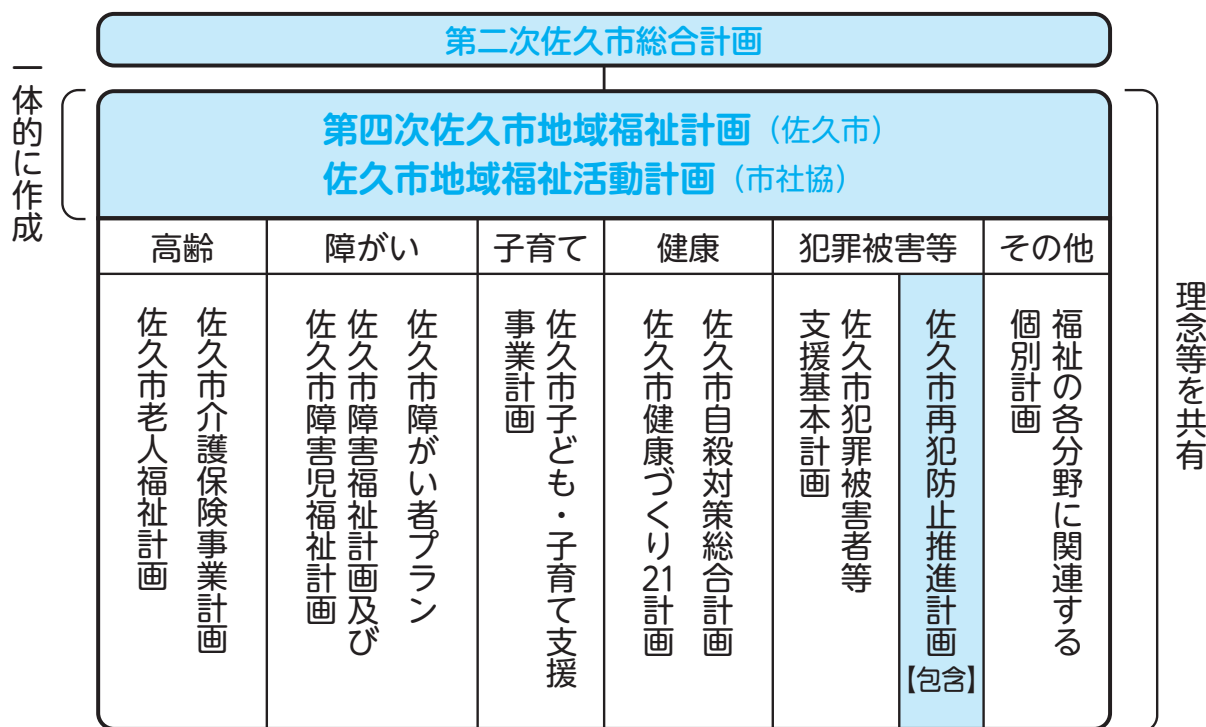 第二次佐久市総合計画
一体的に作成
第四次佐久市地域福祉計画（佐久市）
佐久市地域福祉活動計画（市社協）
理念等を共有
高齢
障がい
子育て
健康
犯罪被害等
その他
佐久市介護保険事業計画
佐久市老人福祉計画
佐久市障がい者プラン
佐久市障害福祉計画及び
佐久市障害児福祉計画
佐久市子ども・子育て支援
事業計画
佐久市自殺対策総合計画
佐久市健康づくり21計画
佐久市犯罪被害者等
支援基本計画
佐久市再犯防止推進計画
【包含】
福祉の各分野に関連する
個別計画